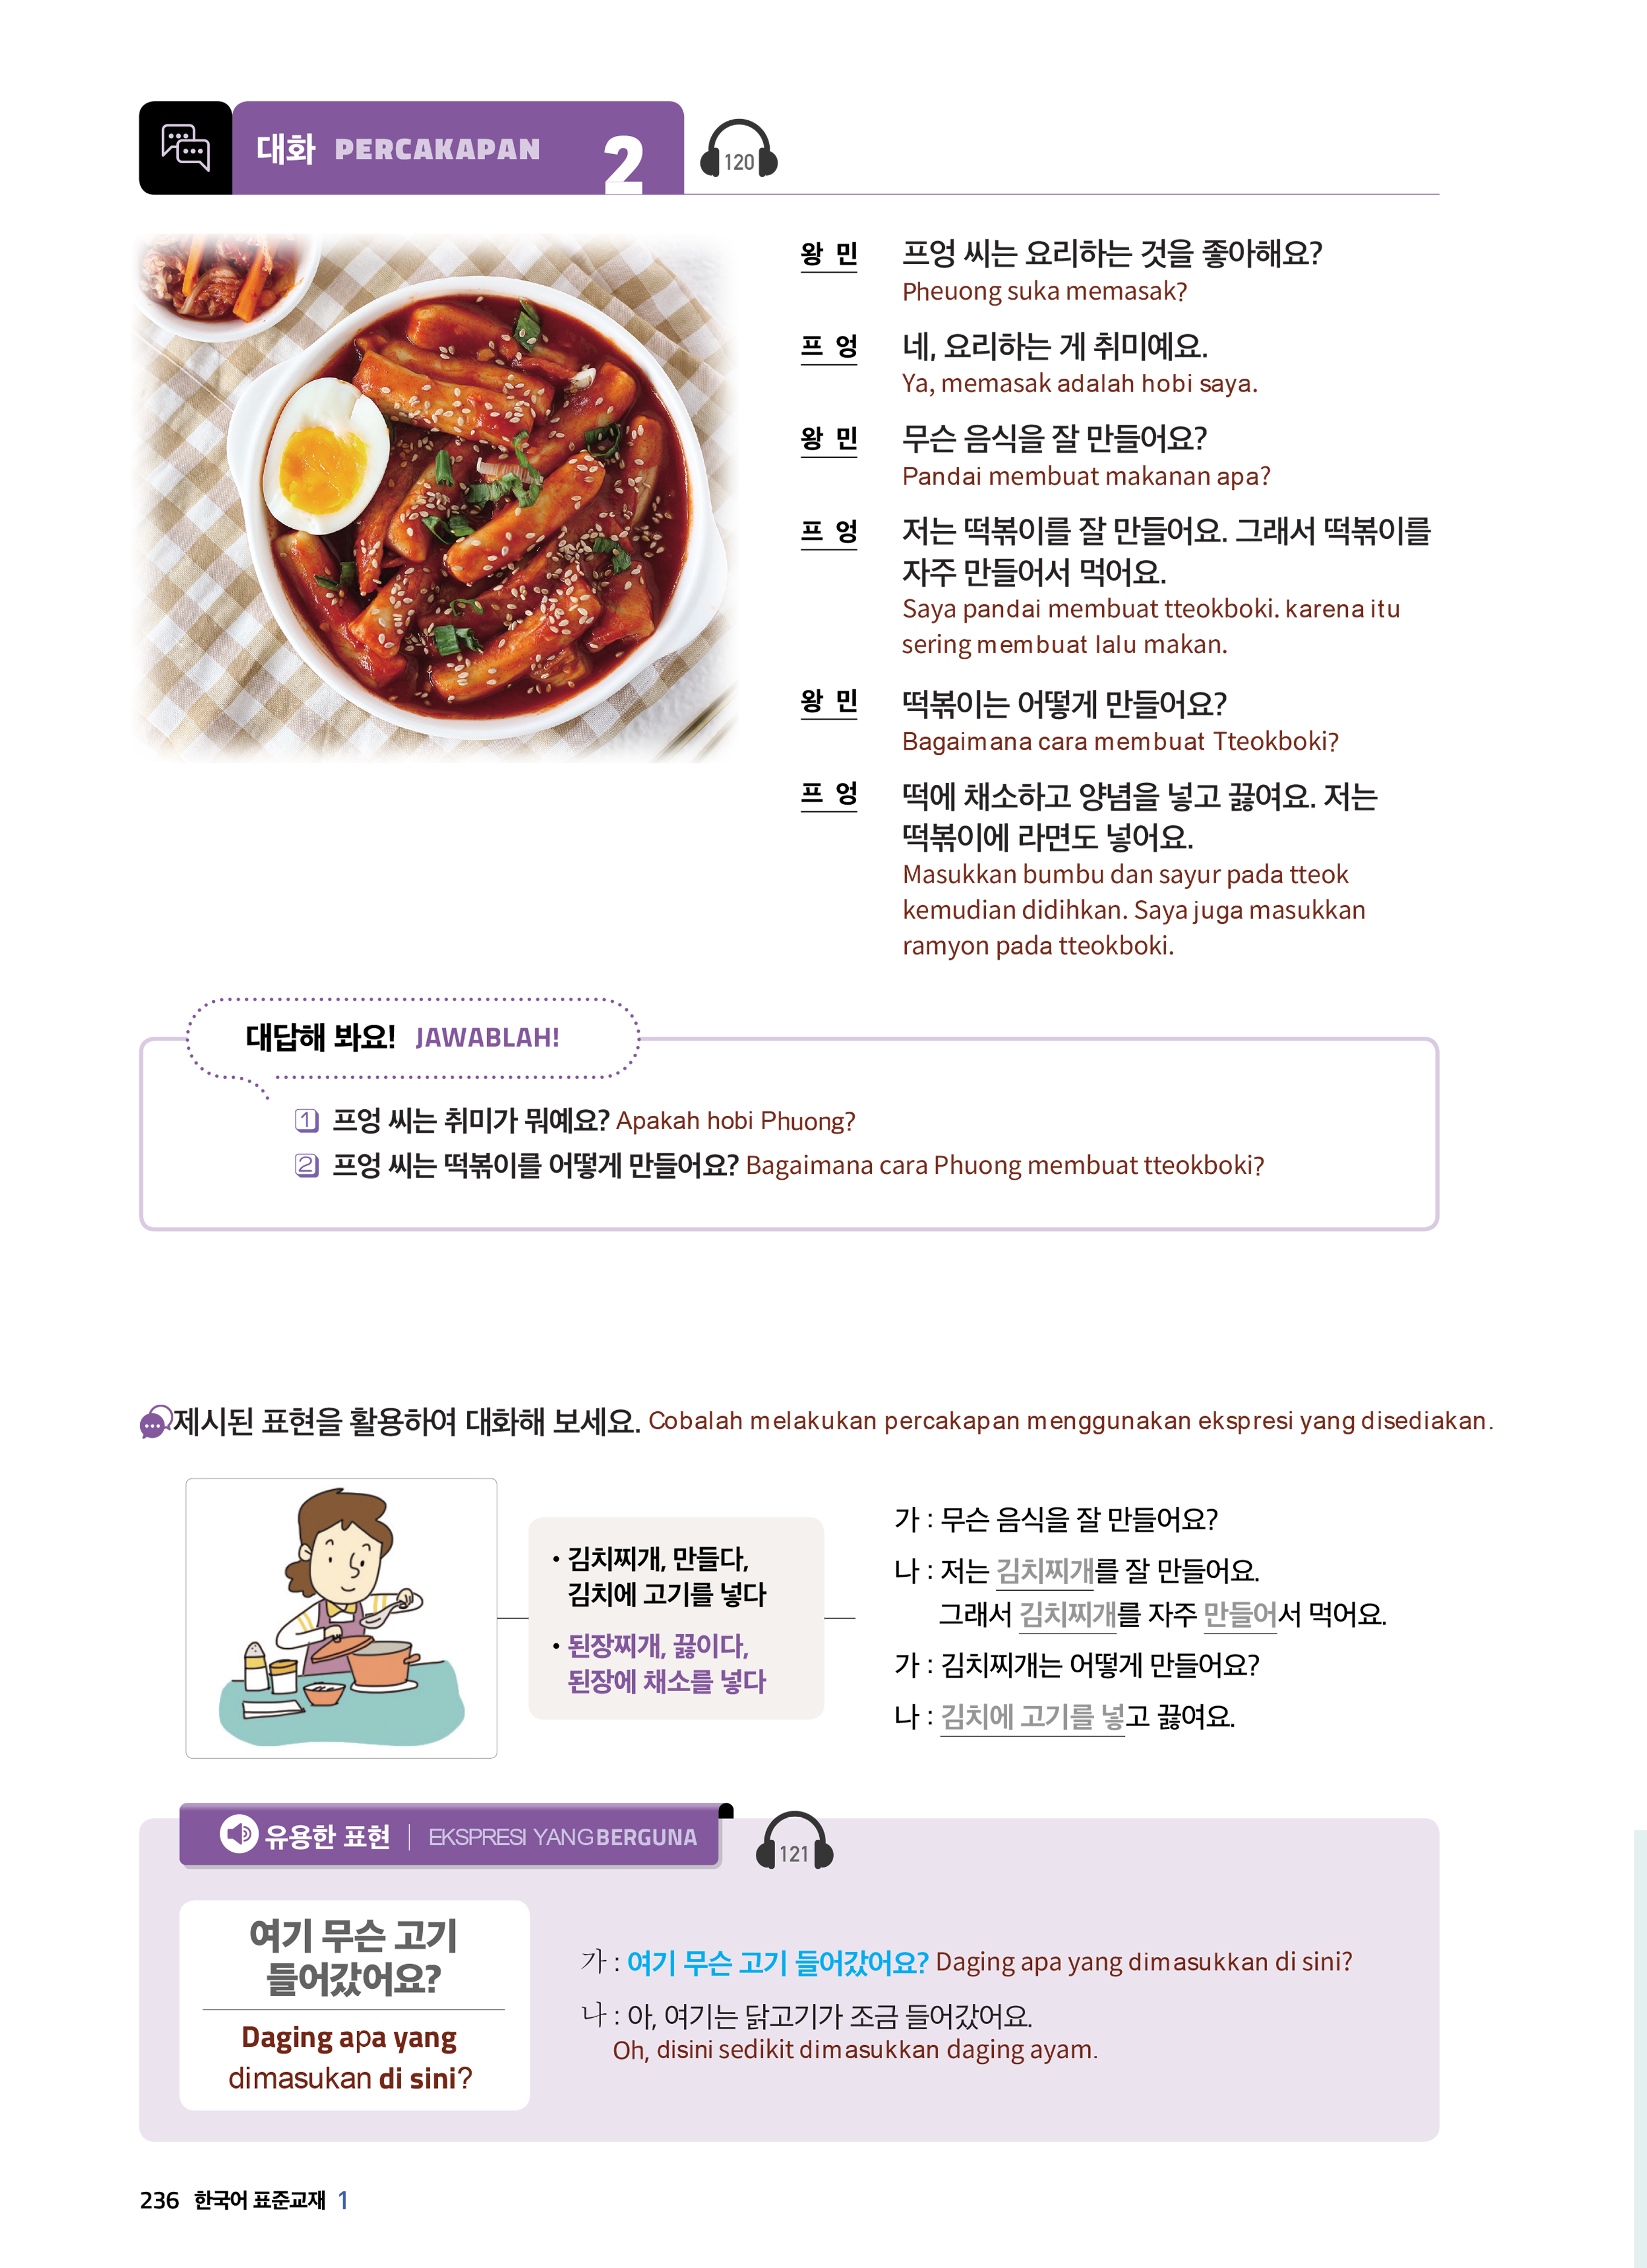 대화 PERCAKAPAN 2
120
왕 민 프엉 씨는 요리하는 것을 좋아해요?
Pheuong suka memasak?
프 엉 네, 요리하는 게 취미예요.
Ya, memasak adalah hobi saya.
왕 민 무슨 음식을 잘 만들어요?
Pandai membuat makanan apa?
프 엉 저는 떡볶이를 잘 만들어요. 그래서 떡볶이를
자주 만들어서 먹어요.
Saya pandai membuat tteokboki. karena itu
sering membuat lalu makan.
왕 민 떡볶이는 어떻게 만들어요?
Bagaimana cara membuat Tteokboki?
프 엉 떡에 채소하고 양념을 넣고 끓여요. 저는
떡볶이에 라면도 넣어요.
Masukkan bumbu dan sayur pada tteok
kemudian didihkan. Saya juga masukkan
ramyon pada tteokboki.
대답해 봐요! JAWABLAH!
1 프엉 씨는 취미가 뭐예요? Apakah hobi Phuong?
2 프엉 씨는 떡볶이를 어떻게 만들어요? Bagaimana cara Phuong membuat tteokboki?
제시된 표현을 활용하여 대화해 보세요. Cobalah melakukan percakapan menggunakan ekspresi yang disediakan.
• 김치찌개, 만들다,
김치에 고기를 넣다
• 된장찌개, 끓이다,
된장에 채소를 넣다
가 : 무슨 음식을 잘 만들어요?
나 : 저는 김치찌개를 잘 만들어요.
그래서 김치찌개를 자주 만들어서 먹어요.
가 : 김치찌개는 어떻게 만들어요?
나 : 김치에 고기를 넣고 끓여요.
유용한 표현 | EKSPRESI YANG BERGUNA
121
여기 무슨 고기
들어갔어요?
Daging apa yang
dimasukan di sini?
가 : 여기 무슨 고기 들어갔어요? Daging apa yang dimasukkan di sini?
나 : 아, 여기는 닭고기가 조금 들어갔어요.
Oh, disini sedikit dimasukkan daging ayam.
236 한국어 표준교재 1